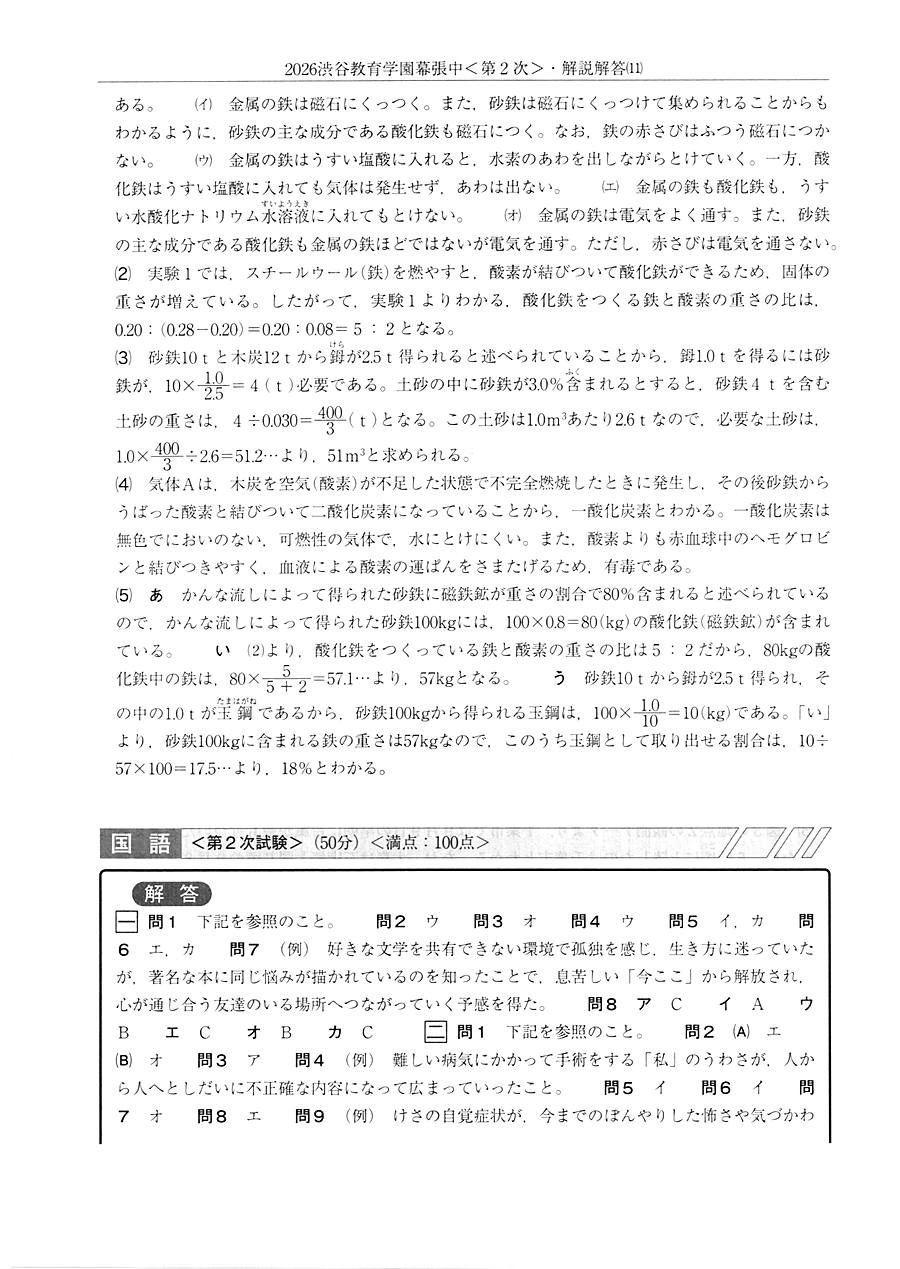 2026渋谷教育学園幕張中＜第２次＞・解説解答⑾
ある。　㋑　金属の鉄は磁石にくっつく。また，砂鉄は磁石にくっつけて集められることからも
わかるように，砂鉄の主な成分である酸化鉄も磁石につく。なお，鉄の赤さびはふつう磁石につか
ない。　㋒　金属の鉄はうすい塩酸に入れると，水素のあわを出しながらとけていく。一方，酸
化鉄はうすい塩酸に入れても気体は発生せず，あわは出ない。　㋓　金属の鉄も酸化鉄も，うす
い水酸化ナトリウム水溶液（すいようえき）に入れてもとけない。　㋔　金属の鉄は電気をよく通す。また，砂鉄
の主な成分である酸化鉄も金属の鉄ほどではないが電気を通す。ただし，赤さびは電気を通さない。
⑵　実験１では，スチールウール(鉄)を燃やすと，酸素が結びついて酸化鉄ができるため，固体の
重さが増えている。したがって，実験１よりわかる，酸化鉄をつくる鉄と酸素の重さの比は，
0.20：(0.28−0.20)＝0.20：0.08＝５：２となる。
⑶　砂鉄10ｔと木炭12ｔから鉧（けら）が2.5ｔ得られると述べられていることから，鉧1.0ｔを得るには砂
鉄が，10×1.0/2.5＝４(ｔ)必要である。土砂の中に砂鉄が3.0％含（ふく）まれるとすると，砂鉄４ｔを含む
土砂の重さは，４÷0.030＝400/3(ｔ)となる。この土砂は1.0m³あたり2.6ｔなので，必要な土砂は，
1.0×400/3÷2.6＝51.2…より，51m³と求められる。
⑷　気体Ａは，木炭を空気(酸素)が不足した状態で不完全燃焼したときに発生し，その後砂鉄から
うばった酸素と結びついて二酸化炭素になっていることから，一酸化炭素とわかる。一酸化炭素は
無色でにおいのない，可燃性の気体で，水にとけにくい。また，酸素よりも赤血球中のヘモグロビ
ンと結びつきやすく，血液による酸素の運ぱんをさまたげるため，有毒である。
⑸　あ　かんな流しによって得られた砂鉄に磁鉄鉱が重さの割合で80％含まれると述べられている
ので，かんな流しによって得られた砂鉄100kgには，100×0.8＝80(kg)の酸化鉄(磁鉄鉱)が含まれ
ている。　い　⑵より，酸化鉄をつくっている鉄と酸素の重さの比は５：２だから，80kgの酸
化鉄中の鉄は，80×5/(5＋2)＝57.1…より，57kgとなる。　う　砂鉄10ｔから鉧が2.5ｔ得られ，そ
の中の1.0ｔが玉鋼（たまはがね）であるから，砂鉄100kgから得られる玉鋼は，100×1.0/10＝10(kg)である。「い」
より，砂鉄100kgに含まれる鉄の重さは57kgなので，このうち玉鋼として取り出せる割合は，10÷
57×100＝17.5…より，18％とわかる。
国　語　＜第２次試験＞（50分）＜満点：100点＞
解　答
一　問１　下記を参照のこと。　問２　ウ　問３　オ　問４　ウ　問５　イ，カ　問
６　エ，カ　問７　（例）　好きな文学を共有できない環境で孤独を感じ，生き方に迷っていた
が，著名な本に同じ悩みが描かれているのを知ったことで，息苦しい「今ここ」から解放され，
心が通じ合う友達のいる場所へつながっていく予感を得た。　問８　ア　Ｃ　イ　Ａ　ウ
Ｂ　エ　Ｃ　オ　Ｂ　カ　Ｃ　二　問１　下記を参照のこと。　問２　(A)　エ
(B)　オ　問３　ア　問４　（例）　難しい病気にかかって手術をする「私」のうわさが，人か
ら人へとしだいに不正確な内容になって広まっていったこと。　問５　イ　問６　イ　問
７　オ　問８　エ　問９　（例）　けさの自覚症状が，今までのぼんやりした怖さや気づかわ